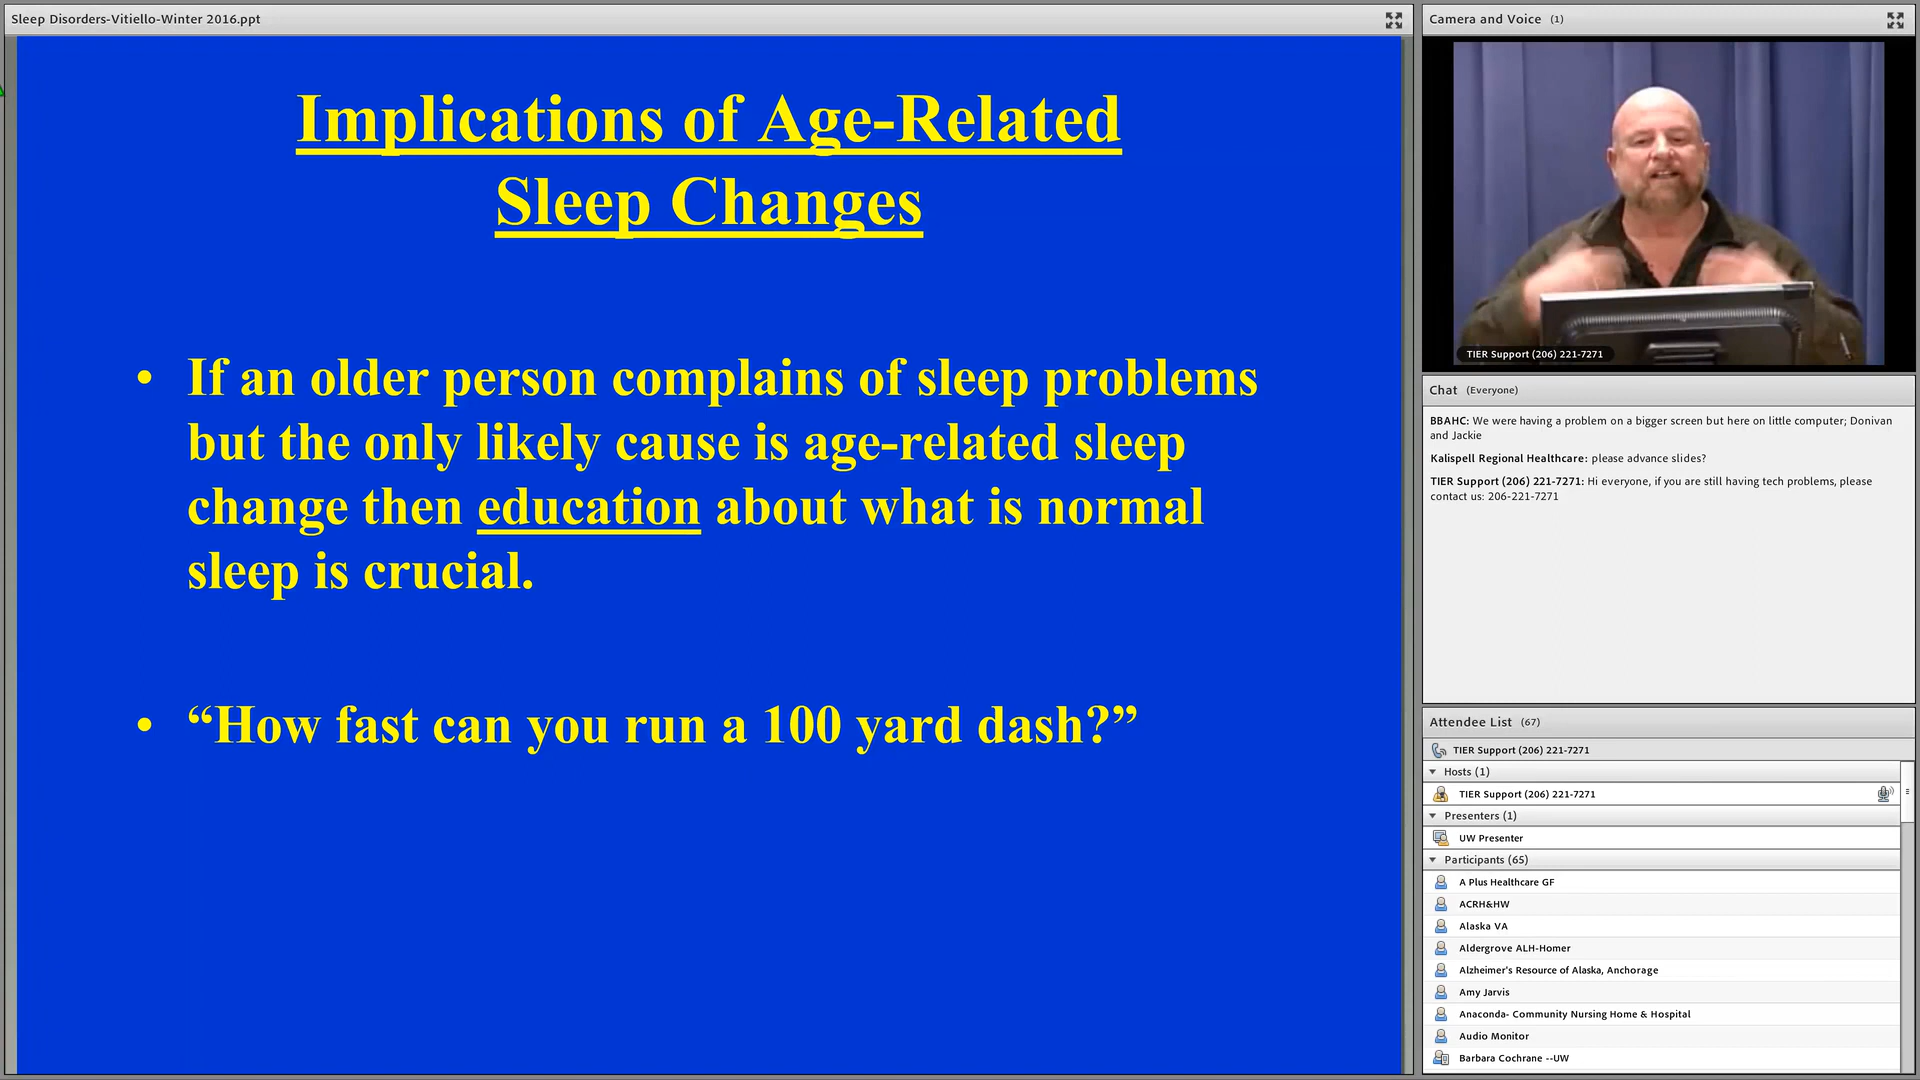 Sleep Disorders-Vitiello-Winter 2016.ppt
Implications of Age-Related
Sleep Changes
• If an older person complains of sleep problems
but the only likely cause is age-related sleep
change then education about what is normal
sleep is crucial.
• “How fast can you run a 100 yard dash?”
Camera and Voice (1)
TIER Support (206) 221-7271
Chat (Everyone)
BBAHC: We were having a problem on a bigger screen but here on little computer; Donivan
and Jackie
Kalispell Regional Healthcare: please advance slides?
TIER Support (206) 221-7271: Hi everyone, if you are still having tech problems, please
contact us: 206-221-7271
Attendee List (67)
TIER Support (206) 221-7271
Hosts (1)
TIER Support (206) 221-7271
Presenters (1)
UW Presenter
Participants (65)
A Plus Healthcare GF
ACRH&HW
Alaska VA
Aldergrove ALH-Homer
Alzheimer's Resource of Alaska, Anchorage
Amy Jarvis
Anaconda- Community Nursing Home & Hospital
Audio Monitor
Barbara Cochrane --UW